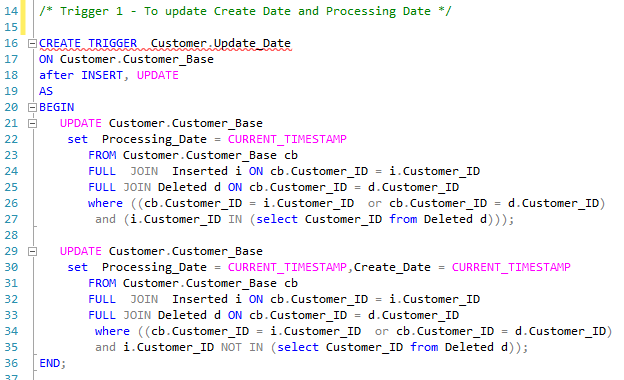 14 /* Trigger 1 - To update Create Date and Processing Date */
15
16 CREATE TRIGGER  Customer.Update_Date
17 ON Customer.Customer_Base
18 after INSERT, UPDATE
19 AS
20 BEGIN
21    UPDATE Customer.Customer_Base
22     set  Processing_Date = CURRENT_TIMESTAMP
23        FROM Customer.Customer_Base cb
24        FULL  JOIN  Inserted i ON cb.Customer_ID = i.Customer_ID
25        FULL JOIN Deleted d ON cb.Customer_ID = d.Customer_ID
26        where ((cb.Customer_ID = i.Customer_ID  or cb.Customer_ID = d.Customer_ID)
27         and (i.Customer_ID IN (select Customer_ID from Deleted d)));
28
29    UPDATE Customer.Customer_Base
30     set  Processing_Date = CURRENT_TIMESTAMP,Create_Date = CURRENT_TIMESTAMP
31        FROM Customer.Customer_Base cb
32        FULL  JOIN  Inserted i ON cb.Customer_ID = i.Customer_ID
33        FULL JOIN Deleted d ON cb.Customer_ID = d.Customer_ID
34         where ((cb.Customer_ID = i.Customer_ID  or cb.Customer_ID = d.Customer_ID)
35         and i.Customer_ID NOT IN (select Customer_ID from Deleted d));
36 END;
37